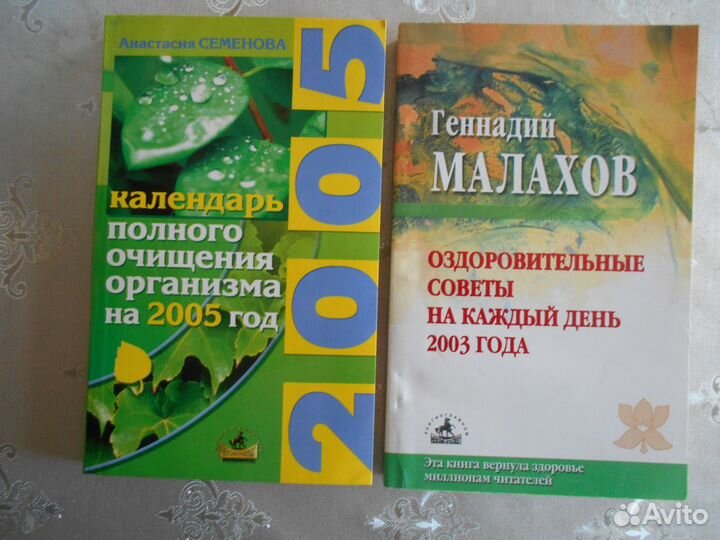 Анастасия СЕМЕНОВА
2005
календарь
полного
очищения
организма
на 2005 год
Геннадий
МАЛАХОВ
ОЗДОРОВИТЕЛЬНЫЕ
СОВЕТЫ
НА КАЖДЫЙ ДЕНЬ
2003 ГОДА
Эта книга вернула здоровье
миллионам читателей
Avito